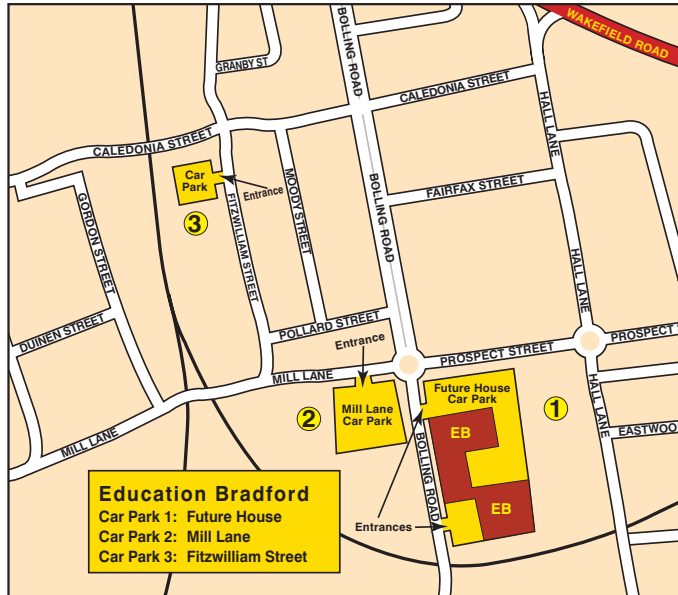 WAKEFIELD ROAD
BOLLING ROAD
GRANBY ST
CALEDONIA STREET
HALL LANE
CALEDONIA STREET
Car
Park
Entrance
3
MOODY STREET
BOLLING ROAD
FAIRFAX STREET
GORDON STREET
FITZWILLIAM STREET
HALL LANE
DUINEN STREET
POLLARD STREET
Entrance
PROSPECT STREET
PROSPECT
MILL LANE
Future House
Car Park
1
2
Mill Lane
Car Park
HALL LANE
MILL LANE
EB
BOLLING ROAD
EASTWOO
EB
Entrances
Education Bradford
Car Park 1: Future House
Car Park 2: Mill Lane
Car Park 3: Fitzwilliam Street